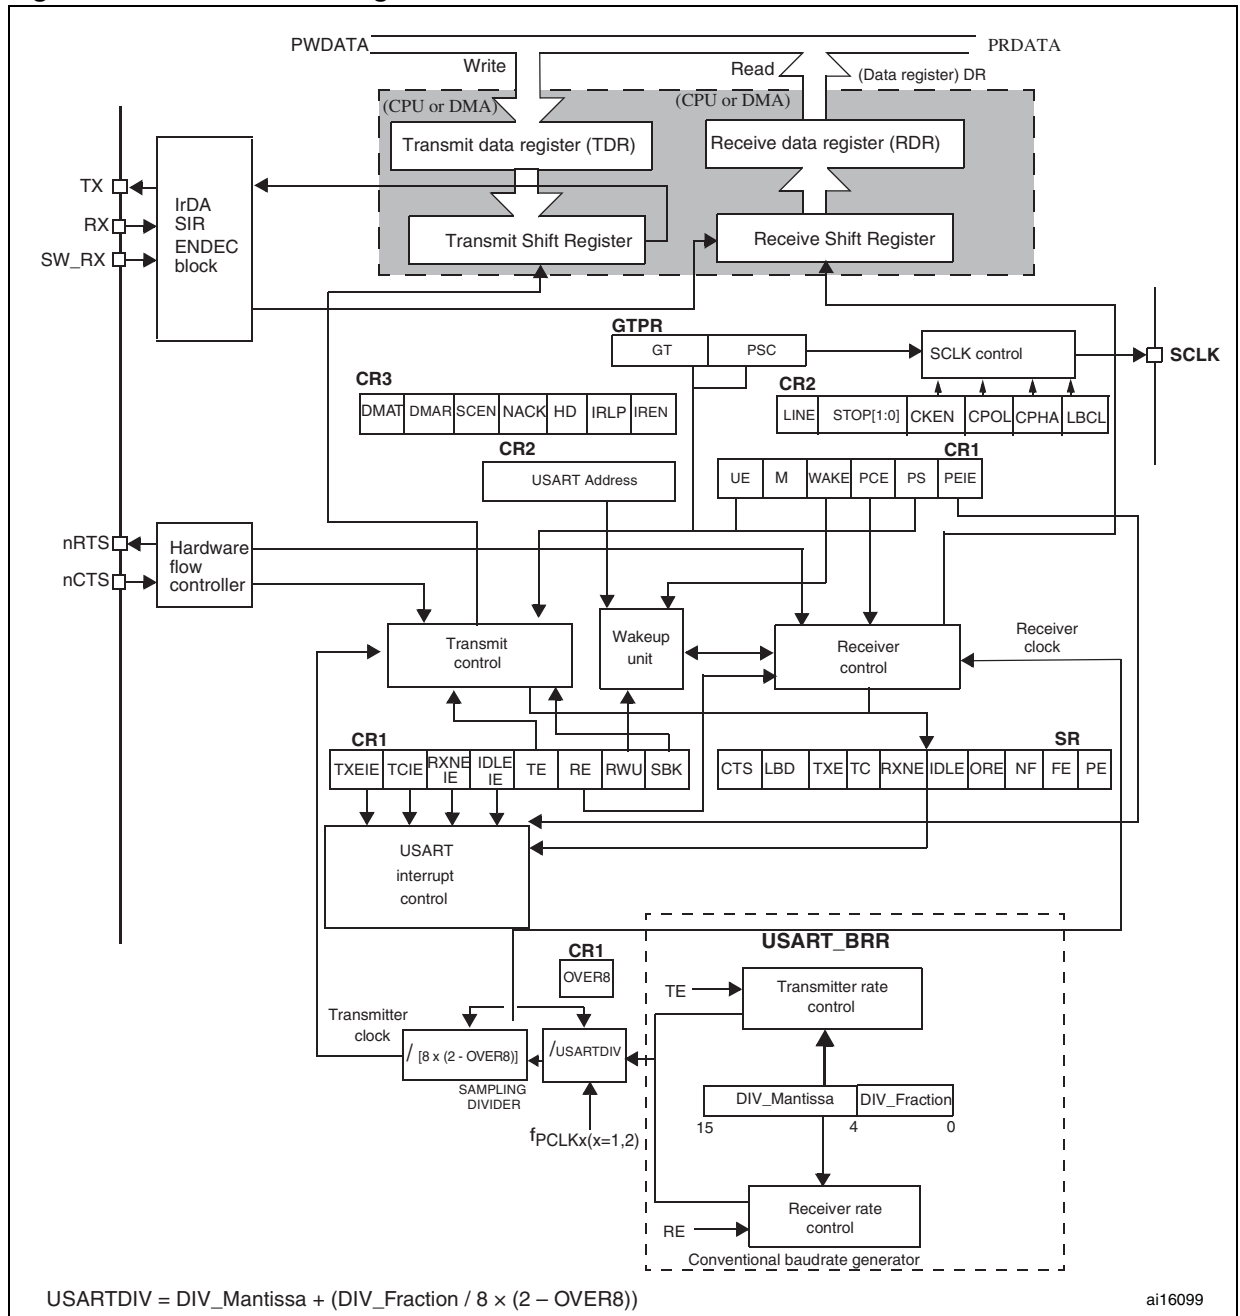 PWDATA
PRDATA
Write
Read
(Data register) DR
(CPU or DMA)
(CPU or DMA)
Transmit data register (TDR)
Receive data register (RDR)
TX
RX
SW_RX
IrDA
SIR
ENDEC
block
Transmit Shift Register
Receive Shift Register
GTPR
GT
PSC
SCLK control
SCLK
CR3
DMAT DMAR SCEN NACK HD IRLP IREN
CR2
LINE STOP[1:0] CKEN CPOL CPHA LBCL
CR2
USART Address
CR1
UE M WAKE PCE PS PEIE
nRTS
nCTS
Hardware
flow
controller
Transmit
control
Wakeup
unit
Receiver
control
Receiver
clock
CR1
TXEIE TCIE RXNE IE IDLE IE TE RE RWU SBK
SR
CTS LBD TXE TC RXNE IDLE ORE NF FE PE
USART
interrupt
control
USART_BRR
CR1
OVER8
TE
Transmitter rate
control
Transmitter
clock
/ [8 x (2 - OVER8)]
/USARTDIV
SAMPLING
DIVIDER
fPCLKx(x=1,2)
DIV_Mantissa DIV_Fraction
15 4 0
RE
Receiver rate
control
Conventional baudrate generator
USARTDIV = DIV_Mantissa + (DIV_Fraction / 8 × (2 – OVER8))
ai16099